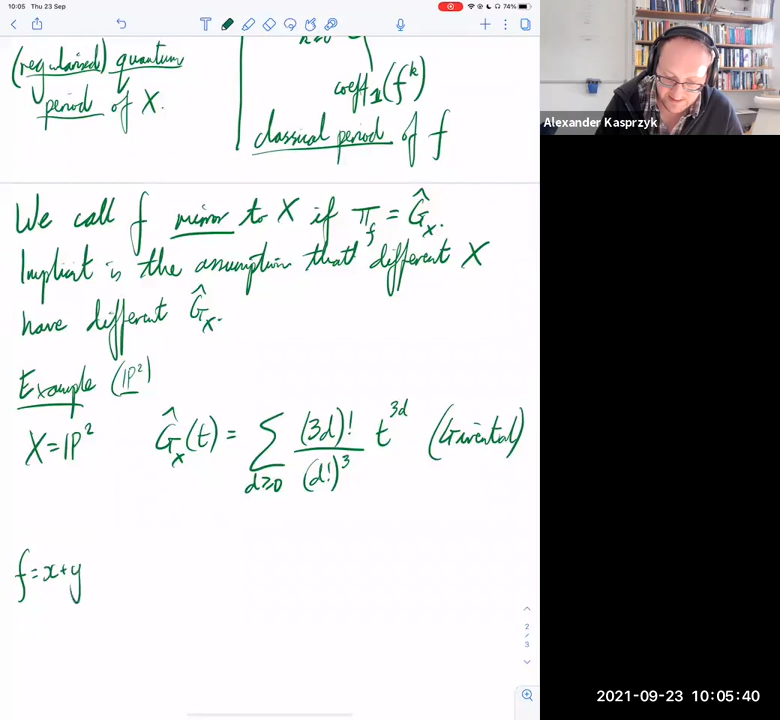 10:05 Thu 23 Sep
74%
(regularised) quantum
period of X.
k≥0
coeff_1(f^k)
classical period of f
Alexander Kasprzyk
We call f mirror to X if π_f = Ĝ_X.
Implicit is the assumption that different X
have different Ĝ_X.
Example (ℙ²)
X=ℙ² Ĝ_X(t) = ∑_{d≥0} (3d)!/(d!)³ t^{3d} (Givental)
f=x+y
2
/
3
2021-09-23 10:05:40